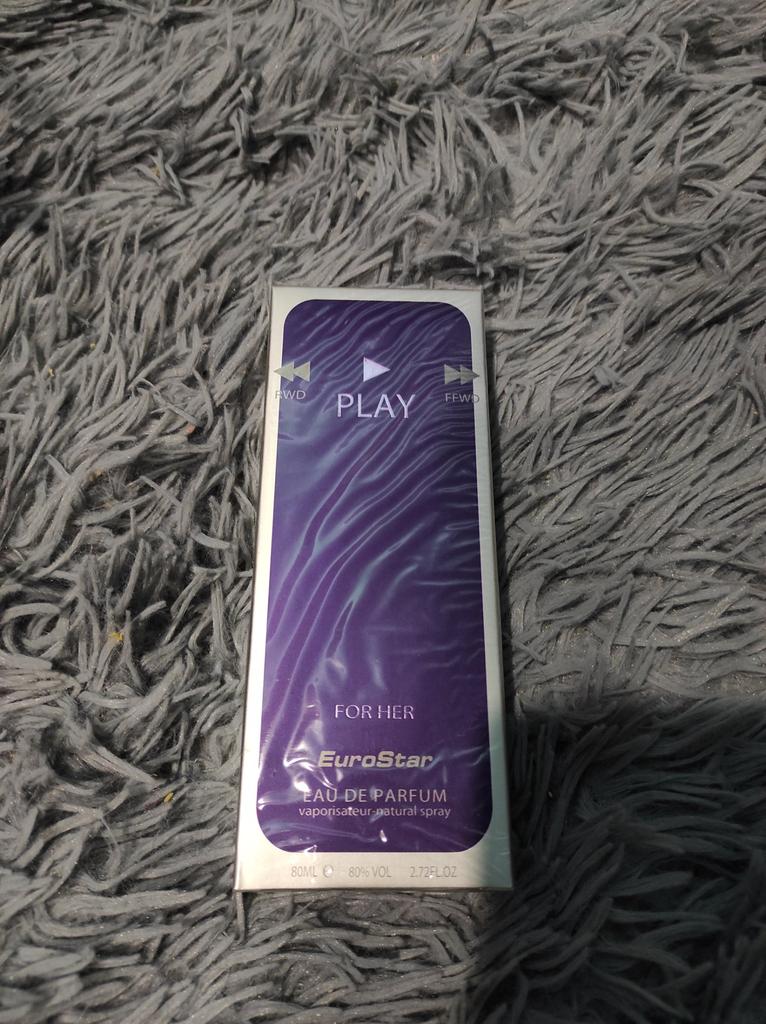 RWD PLAY FFWD
FOR HER
EuroStar
EAU DE PARFUM
vaporisateur-natural spray
80ML ℮ 80% VOL 2.72FL.OZ